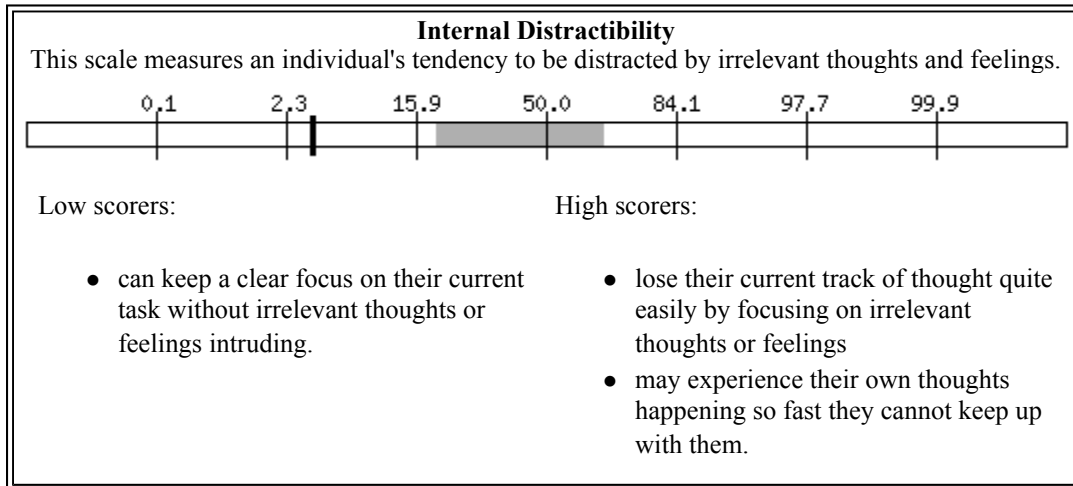 Internal Distractibility
This scale measures an individual's tendency to be distracted by irrelevant thoughts and feelings.
0.1 2.3 15.9 50.0 84.1 97.7 99.9
Low scorers:
● can keep a clear focus on their current
task without irrelevant thoughts or
feelings intruding.
High scorers:
● lose their current track of thought quite
easily by focusing on irrelevant
thoughts or feelings
● may experience their own thoughts
happening so fast they cannot keep up
with them.